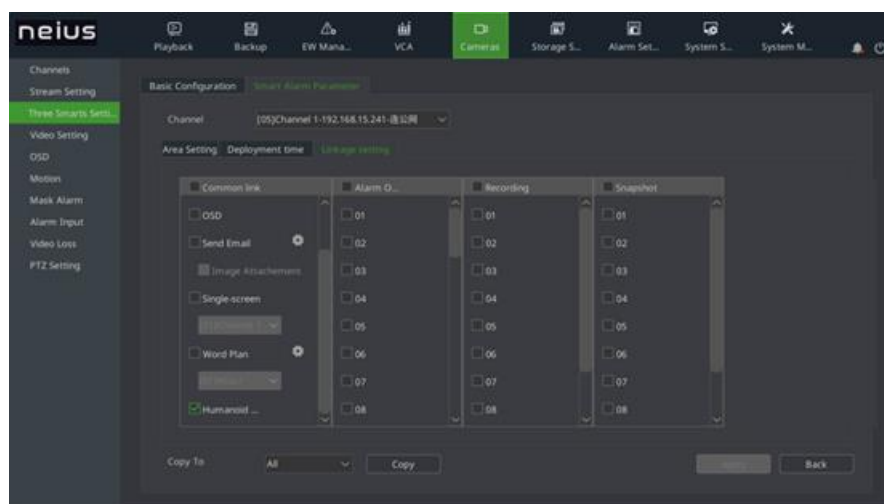 neius
Playback Backup EW Mana... VCA Cameras Storage S... Alarm Set... System S... System M...
Channels
Stream Setting
Three Smarts Setti...
Video Setting
OSD
Motion
Mask Alarm
Alarm Input
Video Loss
PTZ Setting
Basic Configuration Smart Alarm Parameter
Channel [05]Channel 1-192.168.15.241-连公网
Area Setting Deployment time Linkage setting
Common link Alarm O... Recording Snapshot
OSD 01 01 01
Send Email 02 02 02
Image Attachement 03 03 03
Single-screen 04 04 04
05 05 05
Word Plan 06 06 06
07 07 07
Humanoid ... 08 08 08
Copy To All Copy Back